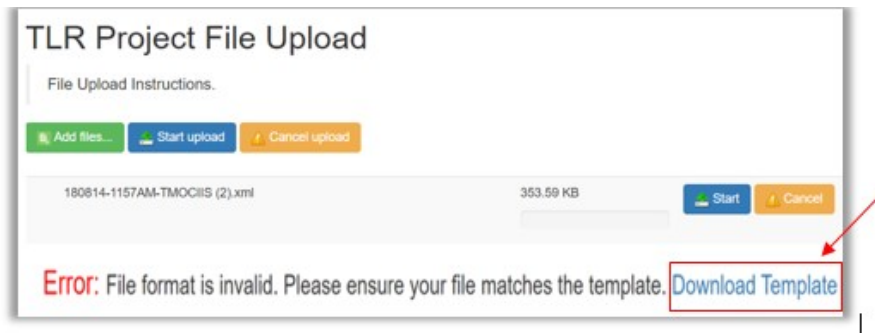 TLR Project File Upload
File Upload Instructions.
Add files... Start upload Cancel upload
180814-1157AM-TMOCIIS (2).xml 353.59 KB Start Cancel
Error: File format is invalid. Please ensure your file matches the template. Download Template